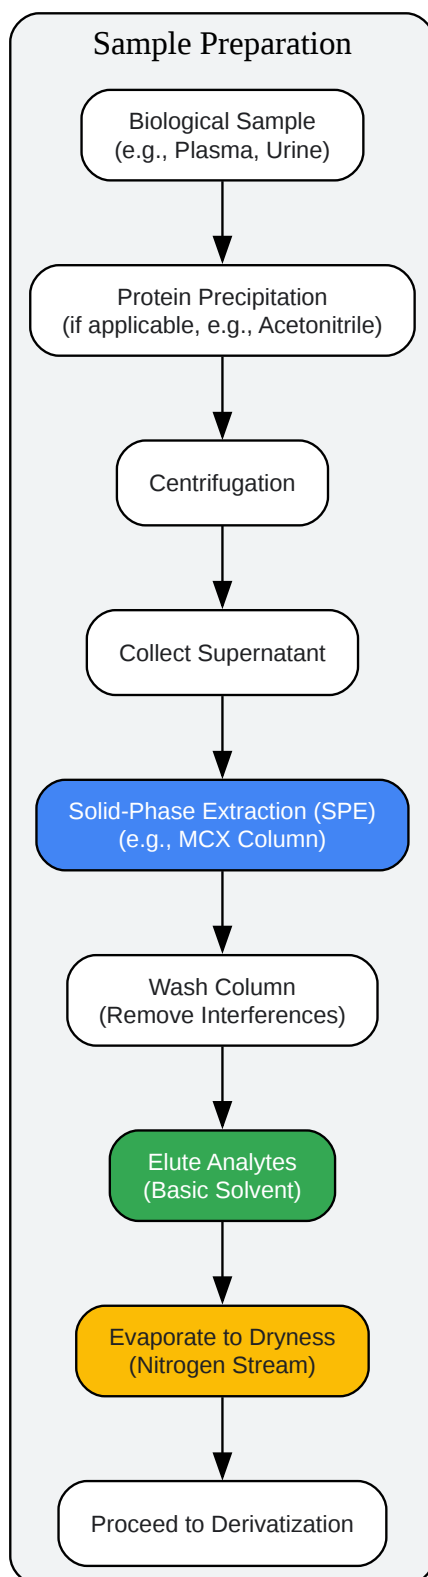 Sample Preparation
Biological Sample
(e.g., Plasma, Urine)
Protein Precipitation
(if applicable, e.g., Acetonitrile)
Centrifugation
Collect Supernatant
Solid-Phase Extraction (SPE)
(e.g., MCX Column)
Wash Column
(Remove Interferences)
Elute Analytes
(Basic Solvent)
Evaporate to Dryness
(Nitrogen Stream)
Proceed to Derivatization